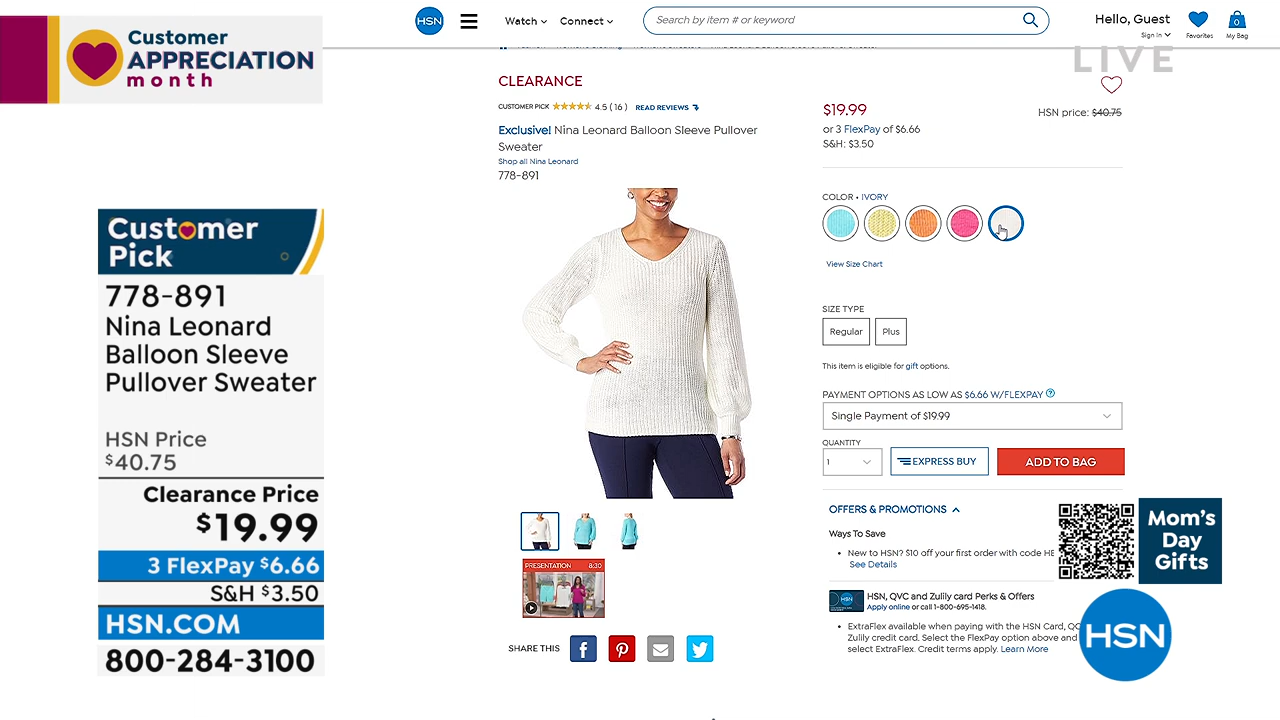 Customer
APPRECIATION
month
Customer
Pick
778-891
Nina Leonard
Balloon Sleeve
Pullover Sweater
HSN Price
$40.75
Clearance Price
$19.99
3 FlexPay $6.66
S&H $3.50
HSN.COM
800-284-3100
HSN
Watch
Connect
Search by item # or keyword
Hello, Guest
Sign In
Favorites
0
My Bag
LIVE
CLEARANCE
CUSTOMER PICK 4.5 ( 16 ) READ REVIEWS
Exclusive! Nina Leonard Balloon Sleeve Pullover
Sweater
Shop all Nina Leonard
778-891
PRESENTATION 8:30
SHARE THIS
$19.99
HSN price: $40.75
or 3 FlexPay of $6.66
S&H: $3.50
COLOR • IVORY
View Size Chart
SIZE TYPE
Regular
Plus
This item is eligible for gift options.
PAYMENT OPTIONS AS LOW AS $6.66 W/FLEXPAY
Single Payment of $19.99
QUANTITY
1
EXPRESS BUY
ADD TO BAG
OFFERS & PROMOTIONS
Ways To Save
• New to HSN? $10 off your first order with code HE
See Details
HSN, QVC and Zulily card Perks & Offers
Apply online or call 1-800-695-1418.
• ExtraFlex available when paying with the HSN Card, QC
Zulily credit card. Select the FlexPay option above and
select ExtraFlex. Credit terms apply. Learn More
Mom's
Day
Gifts
HSN